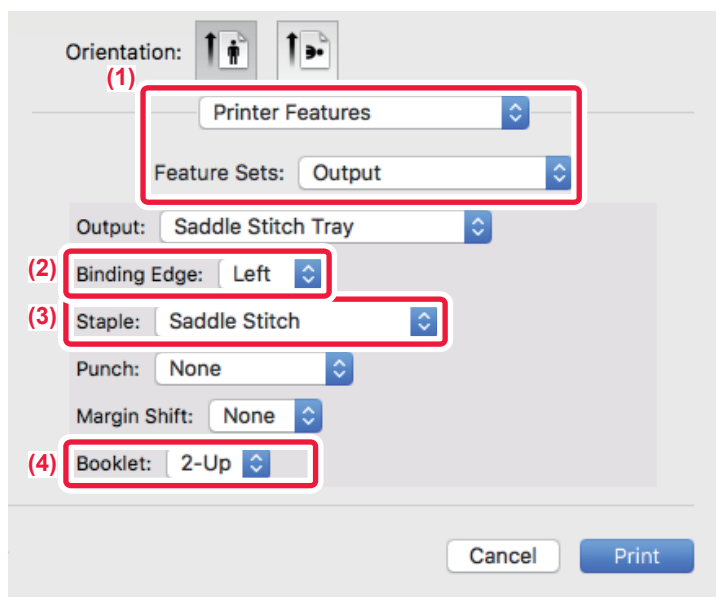 Orientation:
(1)
Printer Features
Feature Sets: Output
Output: Saddle Stitch Tray
(2) Binding Edge: Left
(3) Staple: Saddle Stitch
Punch: None
Margin Shift: None
(4) Booklet: 2-Up
Cancel Print